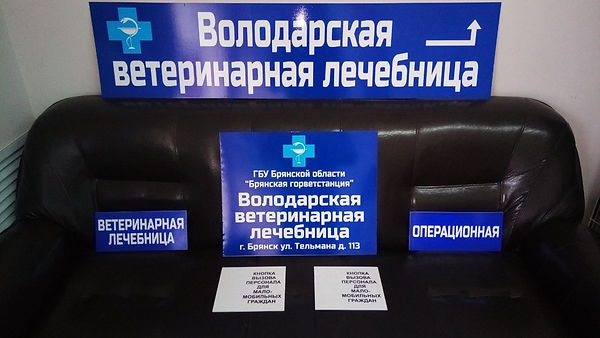 Володарская
ветеринарная лечебница
ГБУ Брянской области
"Брянская горветстанция"
Володарская
ветеринарная
лечебница
г. Брянск ул. Тельмана д. 113
ВЕТЕРИНАРНАЯ
ЛЕЧЕБНИЦА
ОПЕРАЦИОННАЯ
КНОПКА
ВЫЗОВА
ПЕРСОНАЛА
ДЛЯ
МАЛО-
МОБИЛЬНЫХ
ГРАЖДАН
КНОПКА
ВЫЗОВА
ПЕРСОНАЛА
ДЛЯ
МАЛО-
МОБИЛЬНЫХ
ГРАЖДАН